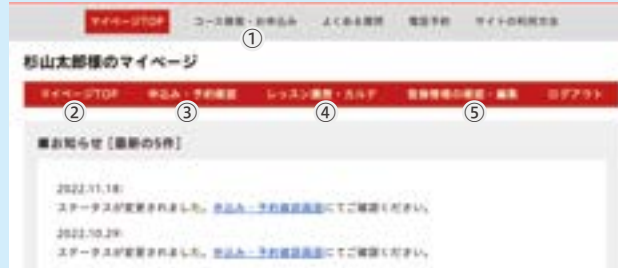 マイページTOP コース検索・お申込み よくある質問 電話予約 サイトの利用方法
①
杉山太郎様のマイページ
マイページTOP 申込み・予約確認 レッスン履歴・カルテ 登録情報の確認・編集 ログアウト
② ③ ④ ⑤
■お知らせ [最新の5件]
2022.11.18:
ステータスが変更されました。申込み・予約確認画面にてご確認ください。
2022.10.29:
ステータスが変更されました。申込み・予約確認画面にてご確認ください。